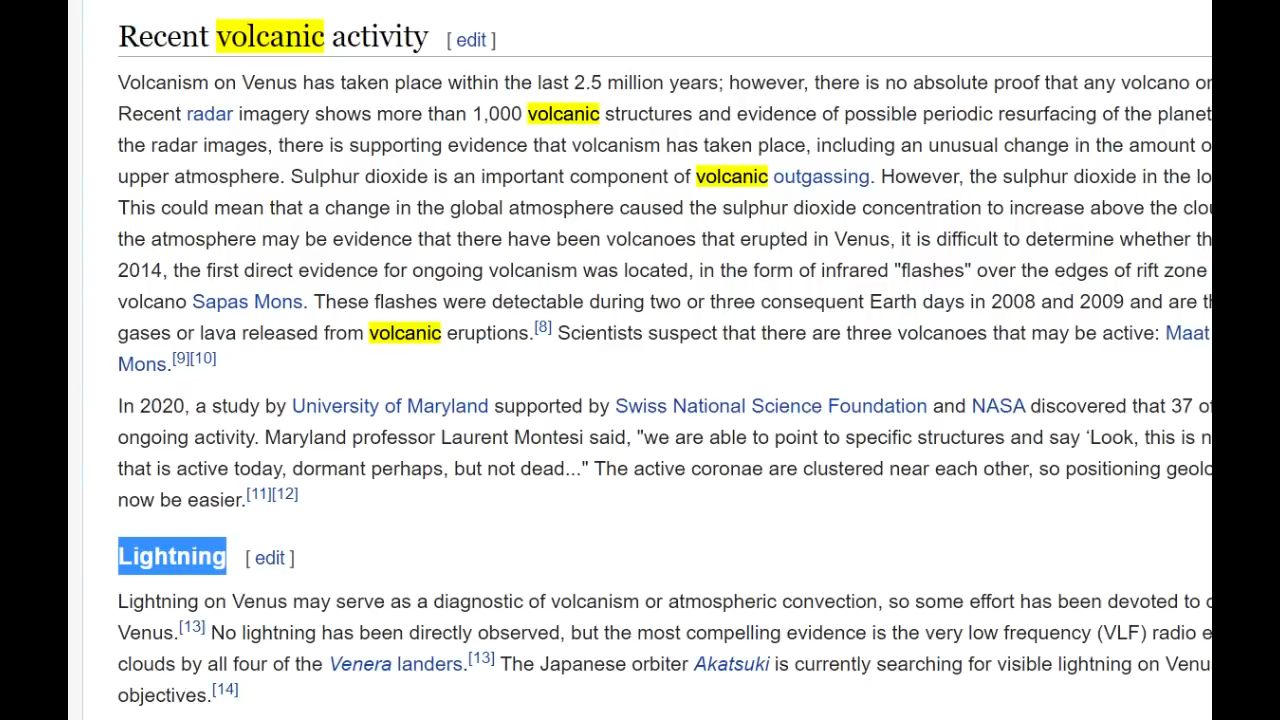 Recent volcanic activity [ edit ]
Volcanism on Venus has taken place within the last 2.5 million years; however, there is no absolute proof that any volcano or
Recent radar imagery shows more than 1,000 volcanic structures and evidence of possible periodic resurfacing of the planet
the radar images, there is supporting evidence that volcanism has taken place, including an unusual change in the amount o
upper atmosphere. Sulphur dioxide is an important component of volcanic outgassing. However, the sulphur dioxide in the lo
This could mean that a change in the global atmosphere caused the sulphur dioxide concentration to increase above the clou
the atmosphere may be evidence that there have been volcanoes that erupted in Venus, it is difficult to determine whether th
2014, the first direct evidence for ongoing volcanism was located, in the form of infrared "flashes" over the edges of rift zone
volcano Sapas Mons. These flashes were detectable during two or three consequent Earth days in 2008 and 2009 and are th
gases or lava released from volcanic eruptions.[8] Scientists suspect that there are three volcanoes that may be active: Maat
Mons.[9][10]
In 2020, a study by University of Maryland supported by Swiss National Science Foundation and NASA discovered that 37 of
ongoing activity. Maryland professor Laurent Montesi said, "we are able to point to specific structures and say ‘Look, this is n
that is active today, dormant perhaps, but not dead..." The active coronae are clustered near each other, so positioning geolo
now be easier.[11][12]
Lightning [ edit ]
Lightning on Venus may serve as a diagnostic of volcanism or atmospheric convection, so some effort has been devoted to d
Venus.[13] No lightning has been directly observed, but the most compelling evidence is the very low frequency (VLF) radio e
clouds by all four of the Venera landers.[13] The Japanese orbiter Akatsuki is currently searching for visible lightning on Venu
objectives.[14]